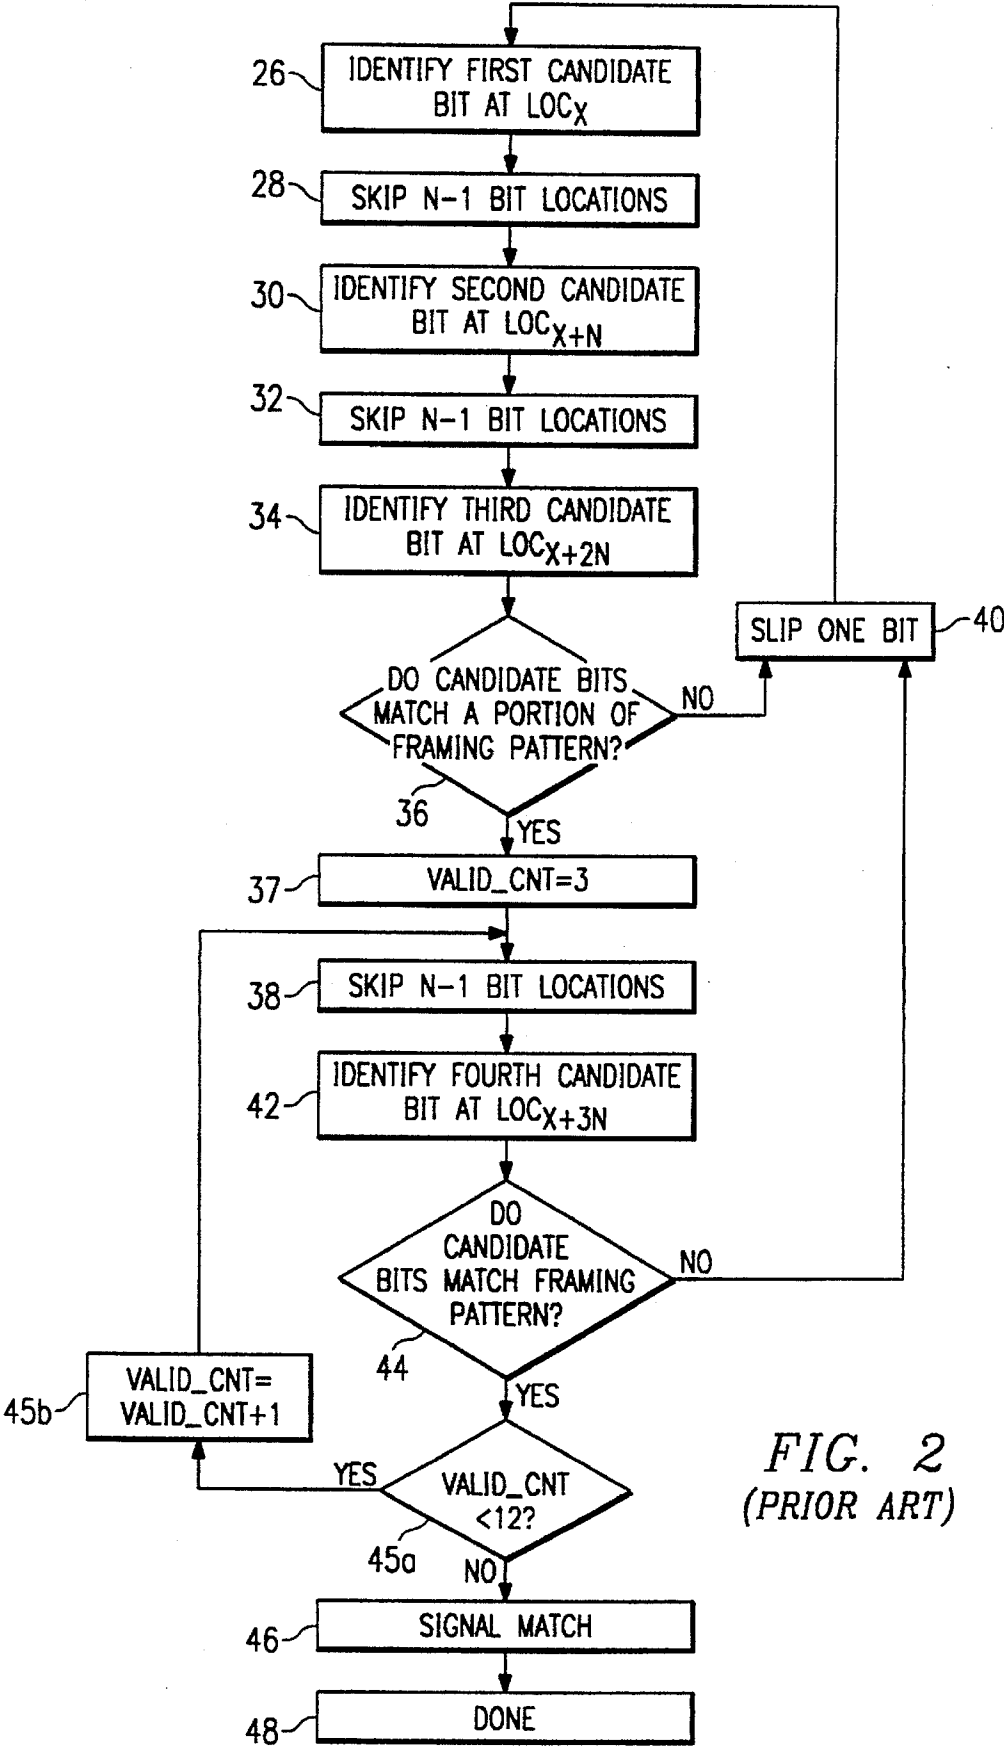 26
IDENTIFY FIRST CANDIDATE
BIT AT LOCX
28
SKIP N-1 BIT LOCATIONS
30
IDENTIFY SECOND CANDIDATE
BIT AT LOCX+N
32
SKIP N-1 BIT LOCATIONS
34
IDENTIFY THIRD CANDIDATE
BIT AT LOCX+2N
SLIP ONE BIT
40
DO CANDIDATE BITS
MATCH A PORTION OF
FRAMING PATTERN?
NO
36
YES
37
VALID_CNT=3
38
SKIP N-1 BIT LOCATIONS
42
IDENTIFY FOURTH CANDIDATE
BIT AT LOCX+3N
DO
CANDIDATE
BITS MATCH FRAMING
PATTERN?
NO
44
YES
45b
VALID_CNT=
VALID_CNT+1
YES
VALID_CNT
<12?
45a
NO
46
SIGNAL MATCH
48
DONE
FIG. 2
(PRIOR ART)